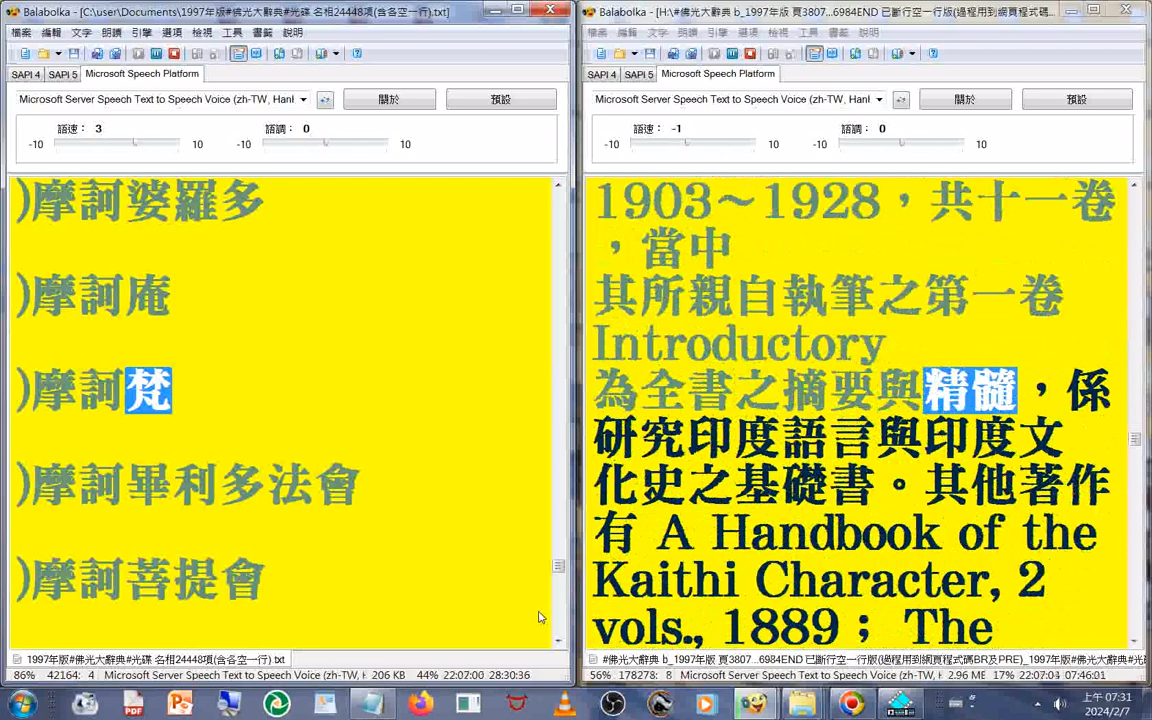 Balabolka - [C:\user\Documents\1997年版#佛光大辭典#光碟 名相24448項(含各空一行).txt]
檔案 編輯 文字 朗讀 引擎 選項 檢視 工具 書籤 說明
SAPI 4 SAPI 5 Microsoft Speech Platform
Microsoft Server Speech Text to Speech Voice (zh-TW, Hanl
關於
預設
語速： 3
語調： 0
-10 10 -10 10
)摩訶婆羅多
)摩訶庵
)摩訶梵
)摩訶畢利多法會
)摩訶菩提會
1997年版#佛光大辭典#光碟 名相24448項(含各空一行).txt
86% 42164: 4 Microsoft Server Speech Text to Speech Voice (zh-TW, 206 KB 44% 22:07:00 28:30:36
Balabolka - [H:\#佛光大辭典 b_1997年版 頁3807...6984END 已斷行空一行版(過程用到網頁程式碼...
檔案 編輯 文字 朗讀 引擎 選項 檢視 工具 書籤 說明
SAPI 4 SAPI 5 Microsoft Speech Platform
Microsoft Server Speech Text to Speech Voice (zh-TW, Hanl
關於
預設
語速： -1
語調： 0
-10 10 -10 10
1903～1928，共十一卷
，當中
其所親自執筆之第一卷
Introductory
為全書之摘要與精髓，係
研究印度語言與印度文
化史之基礎書。其他著作
有 A Handbook of the
Kaithi Character, 2
vols., 1889； The
#佛光大辭典 b_1997年版 頁3807...6984END 已斷行空一行版(過程用到網頁程式碼BR及PRE)_1997年版#光
56% 178278: 8 Microsoft Server Speech Text to Speech Voice (zh-TW, 2.96 ME 17% 22:07:04 07:46:01
上午 07:31
2024/2/7